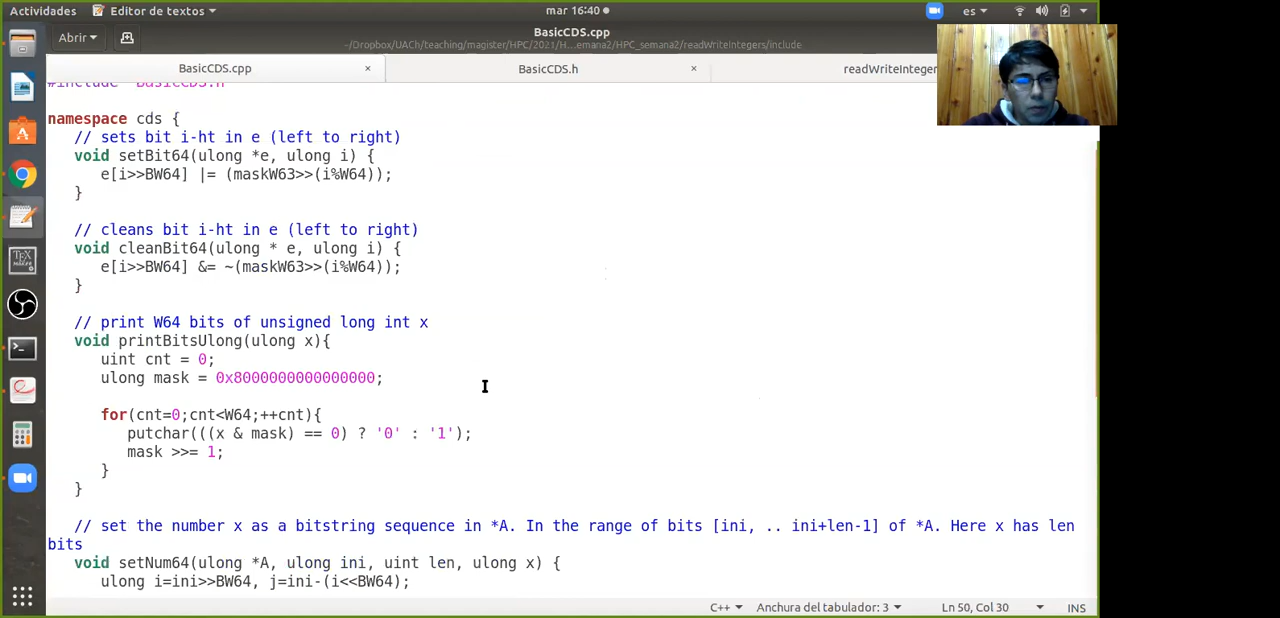 Actividades Editor de textos mar 16:40 es
Abrir BasicCDS.cpp
~/Dropbox/UACh/teaching/magister/HPC/2021/H...emana2/HPC_semana2/readWriteIntegers/include
BasicCDS.cpp × BasicCDS.h × readWriteInteger
#include "BasicCDS.h"
namespace cds {
// sets bit i-ht in e (left to right)
void setBit64(ulong *e, ulong i) {
e[i>>BW64] |= (maskW63>>(i%W64));
}
// cleans bit i-ht in e (left to right)
void cleanBit64(ulong * e, ulong i) {
e[i>>BW64] &= ~(maskW63>>(i%W64));
}
// print W64 bits of unsigned long int x
void printBitsUlong(ulong x){
uint cnt = 0;
ulong mask = 0x8000000000000000;
for(cnt=0;cnt<W64;++cnt){
putchar(((x & mask) == 0) ? '0' : '1');
mask >>= 1;
}
}
// set the number x as a bitstring sequence in *A. In the range of bits [ini, .. ini+len-1] of *A. Here x has len
bits
void setNum64(ulong *A, ulong ini, uint len, ulong x) {
ulong i=ini>>BW64, j=ini-(i<<BW64);
C++ Anchura del tabulador: 3 Ln 50, Col 30 INS